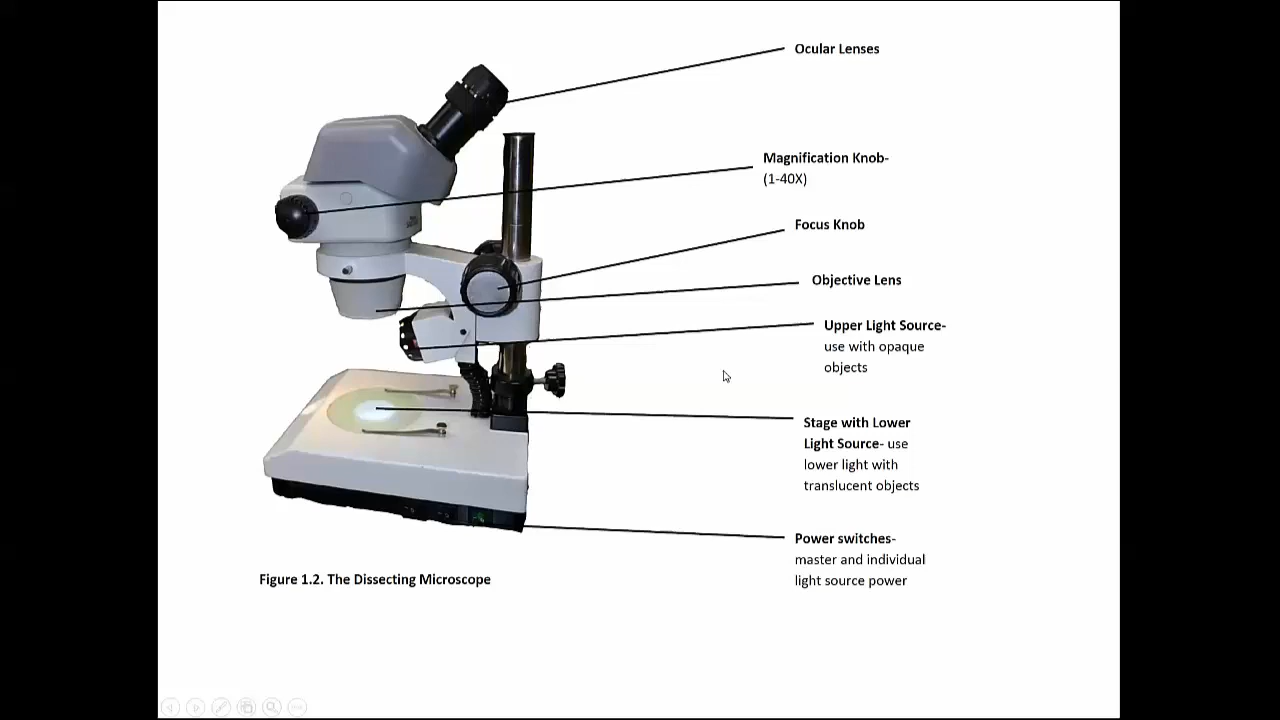 Ocular Lenses
Magnification Knob-
(1-40X)
Focus Knob
Objective Lens
Upper Light Source-
use with opaque
objects
Stage with Lower
Light Source- use
lower light with
translucent objects
Power switches-
master and individual
light source power
Figure 1.2. The Dissecting Microscope